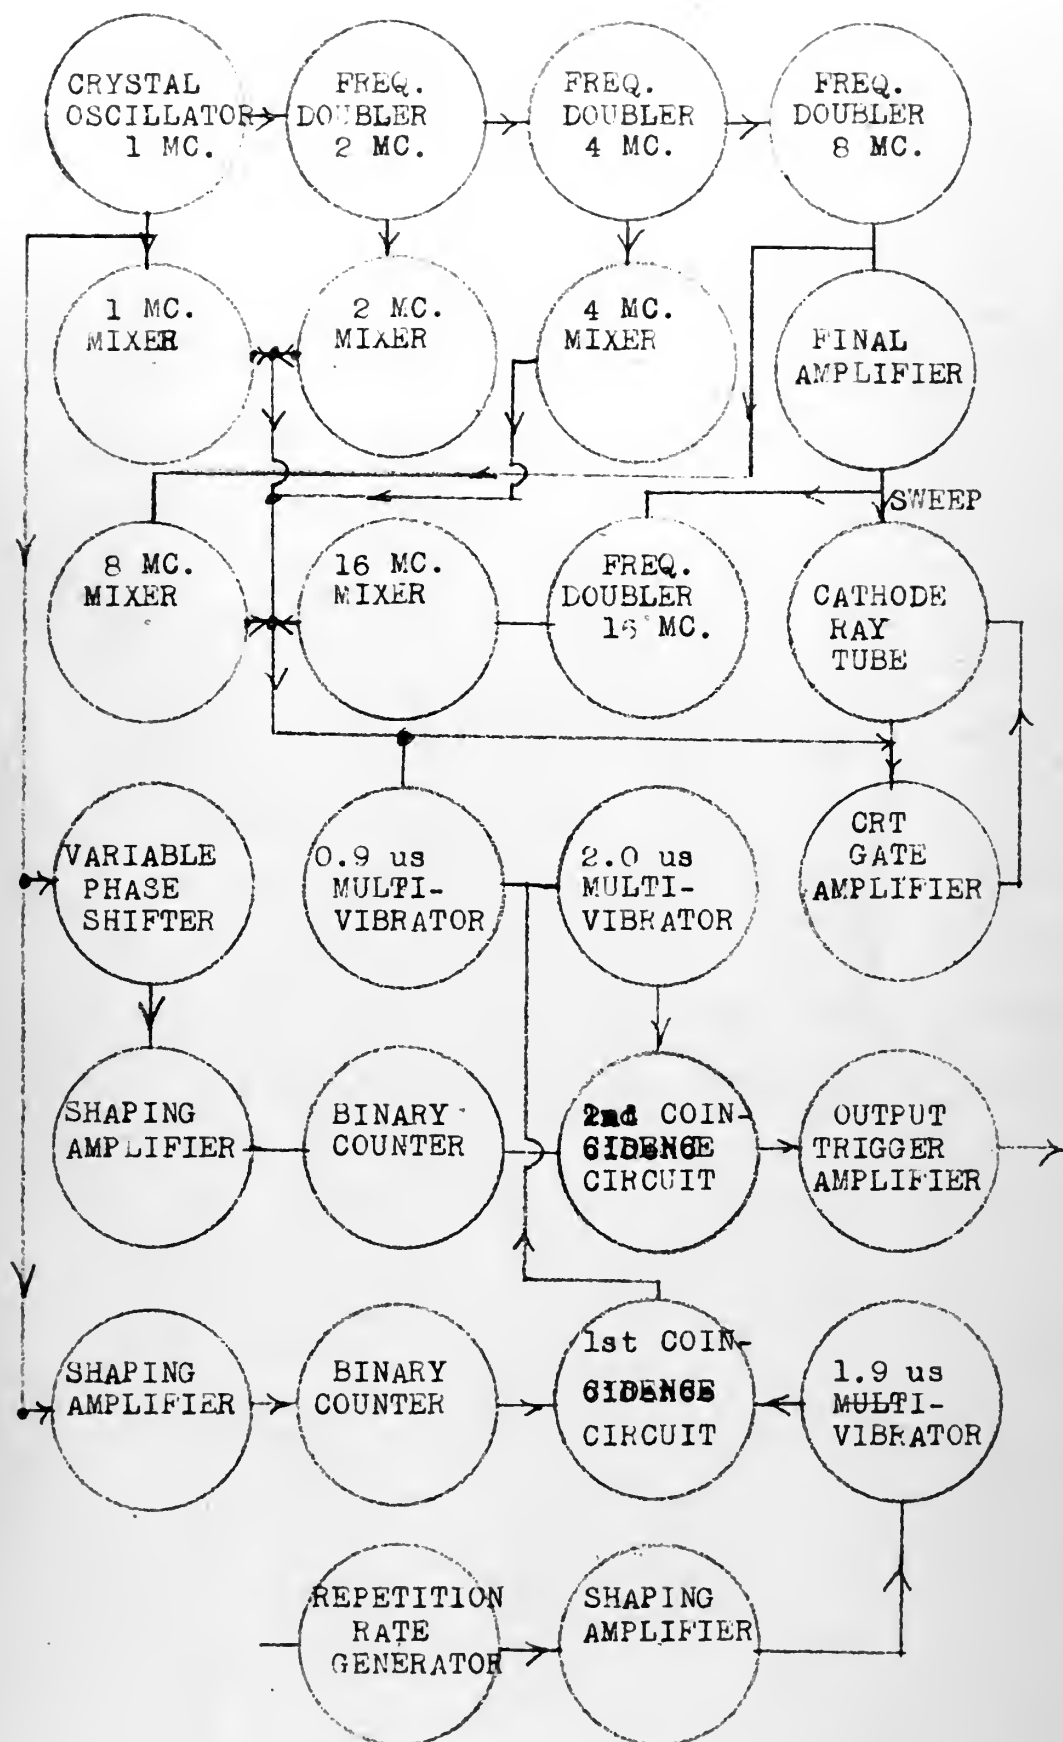 CRYSTAL
OSCILLATOR
1 MC.
FREQ.
DOUBLER
2 MC.
FREQ.
DOUBLER
4 MC.
FREQ.
DOUBLER
8 MC.
1 MC.
MIXER
2 MC.
MIXER
4 MC.
MIXER
FINAL
AMPLIFIER
SWEEP
8 MC.
MIXER
16 MC.
MIXER
FREQ.
DOUBLER
16 MC.
CATHODE
RAY
TUBE
VARIABLE
PHASE
SHIFTER
0.9 us
MULTI-
VIBRATOR
2.0 us
MULTI-
VIBRATOR
CRT
GATE
AMPLIFIER
SHAPING
AMPLIFIER
BINARY
COUNTER
2nd COIN-
CIDENCE
CIRCUIT
OUTPUT
TRIGGER
AMPLIFIER
SHAPING
AMPLIFIER
BINARY
COUNTER
1st COIN-
CIDENCE
CIRCUIT
1.9 us
MULTI-
VIBRATOR
REPETITION
RATE
GENERATOR
SHAPING
AMPLIFIER